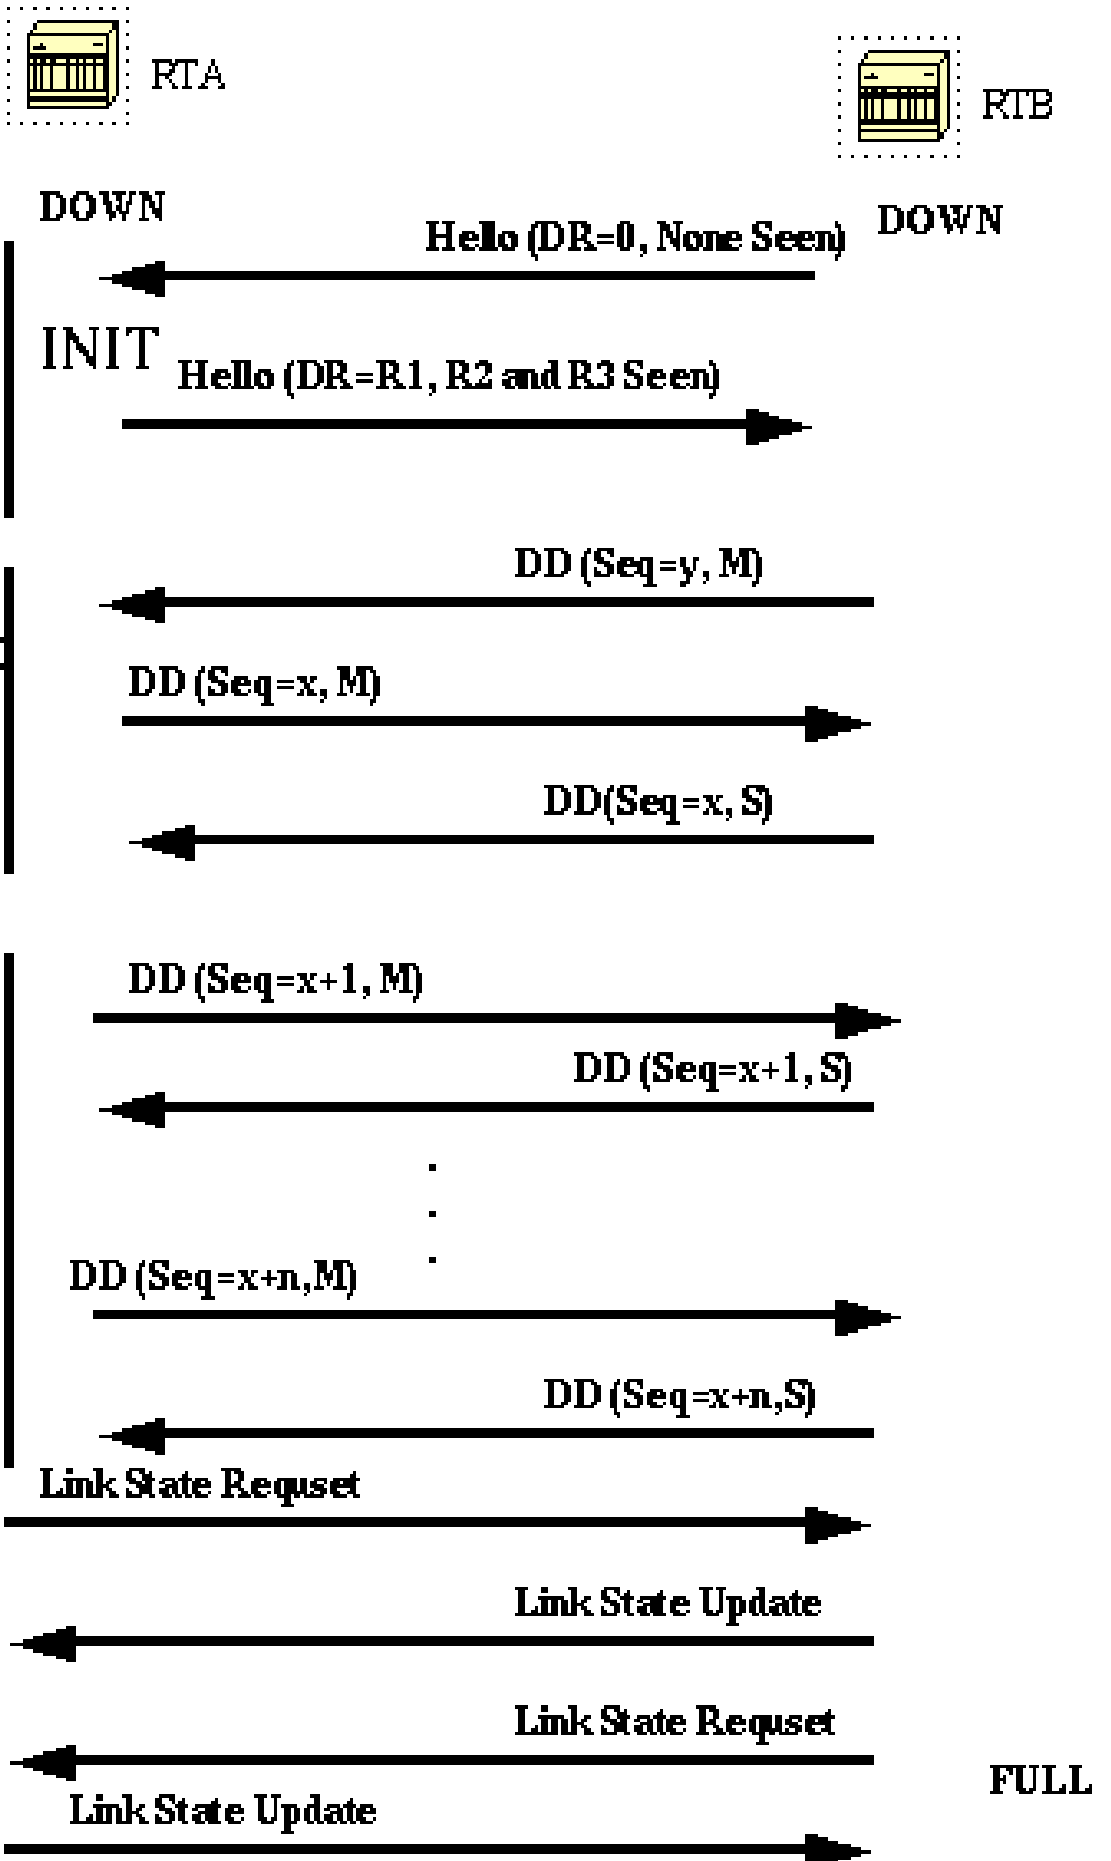 RTA
RTB
DOWN
DOWN
Hello (DR=0, None Seen)
INIT
Hello (DR=R1, R2 and R3 Seen)
DD (Seq=y, M)
DD (Seq=x, M)
DD(Seq=x, S)
DD (Seq=x+1, M)
DD (Seq=x+1, S)
DD (Seq=x+n,M)
DD (Seq=x+n,S)
Link State Requset
Link State Update
Link State Requset
FULL
Link State Update